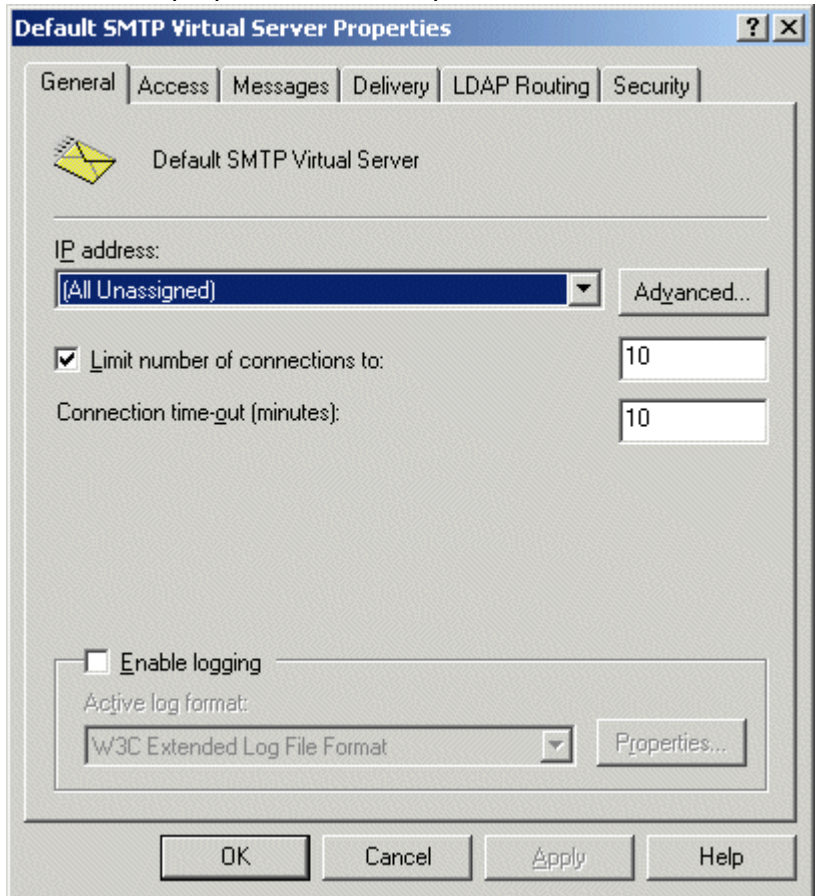 Default SMTP Virtual Server Properties
General Access Messages Delivery LDAP Routing Security
Default SMTP Virtual Server
IP address:
(All Unassigned) Advanced...
Limit number of connections to: 10
Connection time-out (minutes): 10
Enable logging
Active log format:
W3C Extended Log File Format Properties...
OK Cancel Apply Help